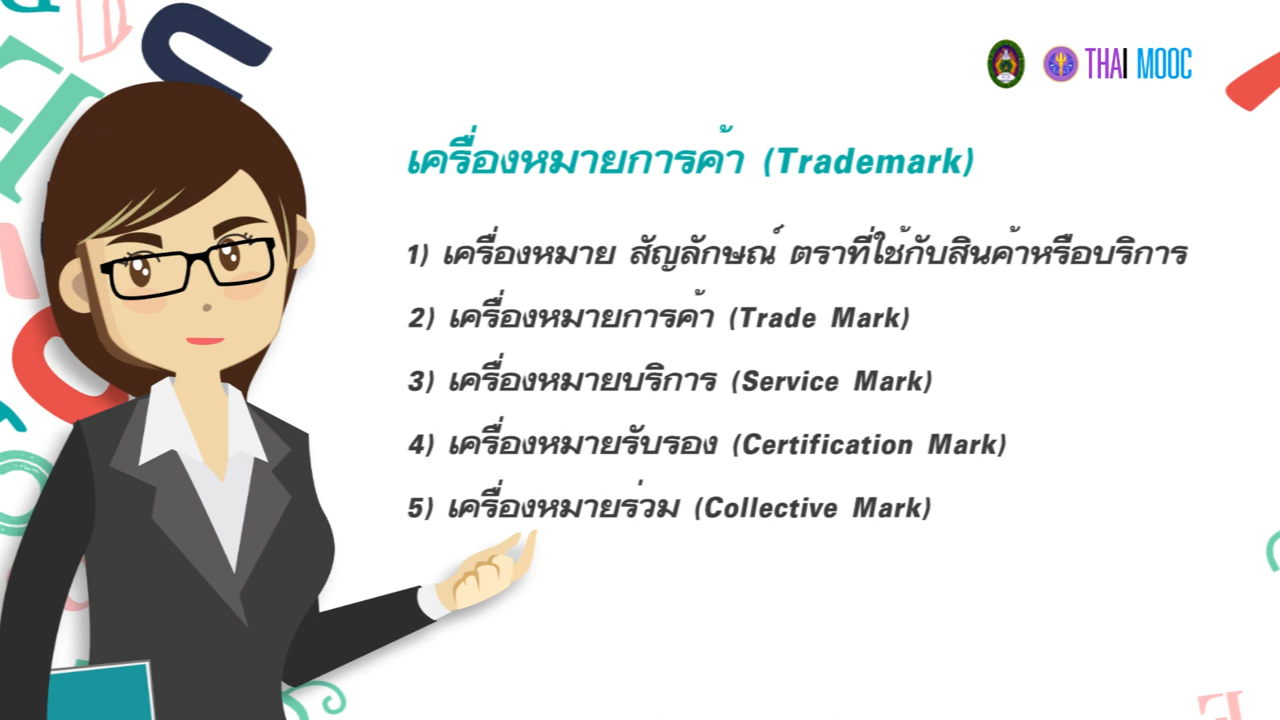 THAI MOOC
เครื่องหมายการค้า (Trademark)
1) เครื่องหมาย สัญลักษณ์ ตราที่ใช้กับสินค้าหรือบริการ
2) เครื่องหมายการค้า (Trade Mark)
3) เครื่องหมายบริการ (Service Mark)
4) เครื่องหมายรับรอง (Certification Mark)
5) เครื่องหมายร่วม (Collective Mark)